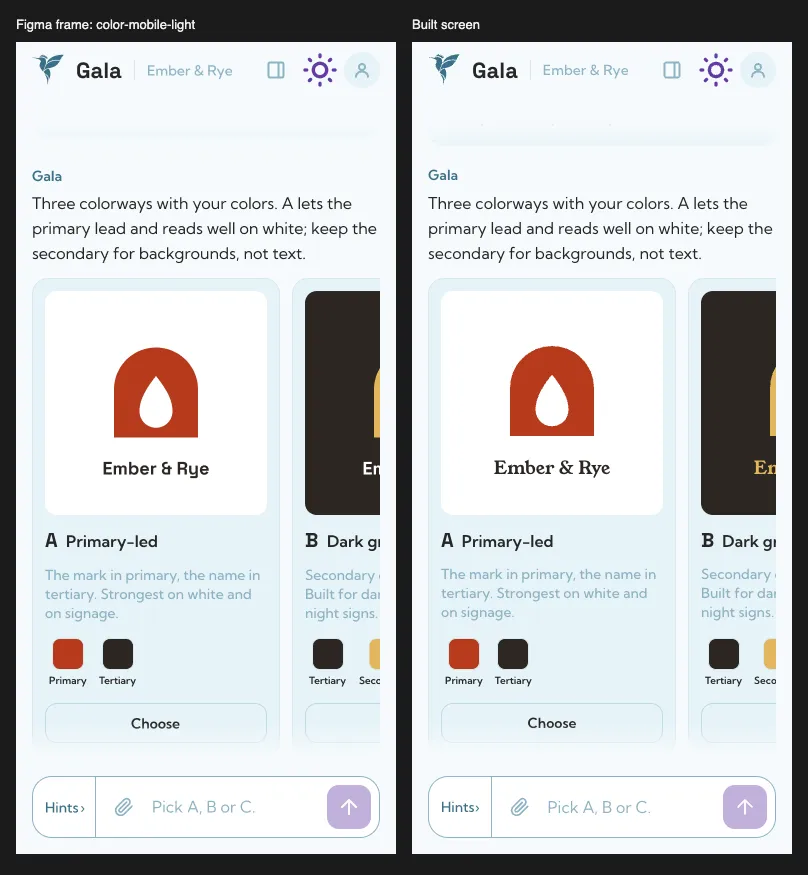 Figma frame: color-mobile-light
Gala
Ember & Rye
Gala
Three colorways with your colors. A lets the
primary lead and reads well on white; keep the
secondary for backgrounds, not text.
Ember & Rye
En
A Primary-led
B Dark gr
The mark in primary, the name in
tertiary. Strongest on white and
on signage.
Secondary
Built for dar
night signs.
Primary
Tertiary
Tertiary
Seco
Choose
Hints›
Pick A, B or C.
Built screen
Gala
Ember & Rye
Gala
Three colorways with your colors. A lets the
primary lead and reads well on white; keep the
secondary for backgrounds, not text.
Ember & Rye
En
A Primary-led
B Dark gr
The mark in primary, the name in
tertiary. Strongest on white and
on signage.
Secondary
Built for dar
night signs.
Primary
Tertiary
Tertiary
Seco
Choose
Hints›
Pick A, B or C.